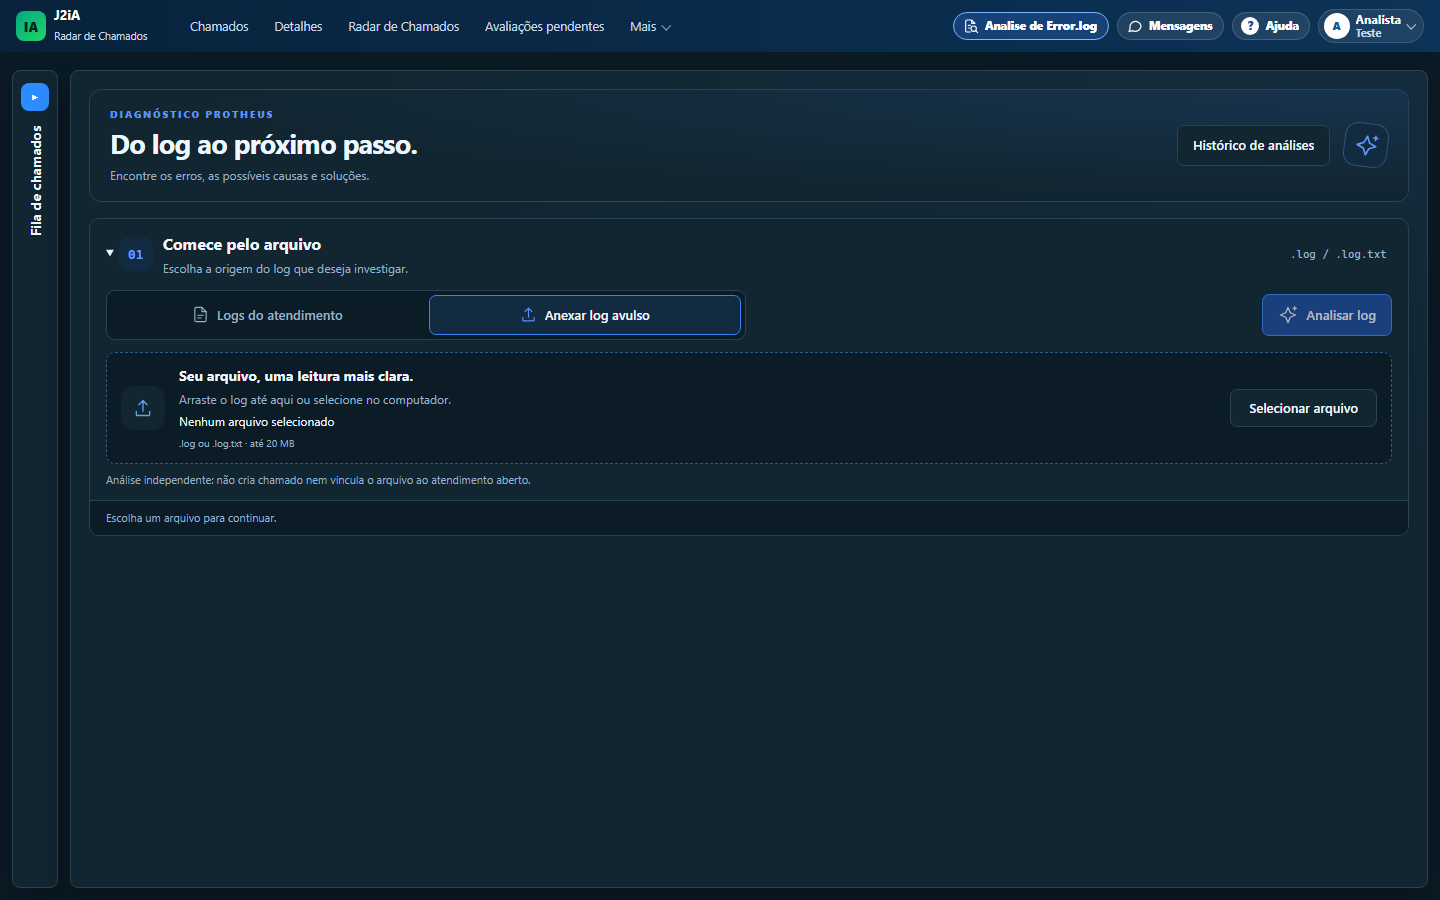 IA
J2iA
Radar de Chamados
Chamados
Detalhes
Radar de Chamados
Avaliações pendentes
Mais
Analise de Error.log
Mensagens
? Ajuda
A
Analista
Teste
Fila de chamados
DIAGNÓSTICO PROTHEUS
Do log ao próximo passo.
Encontre os erros, as possíveis causas e soluções.
Histórico de análises
01
Comece pelo arquivo
Escolha a origem do log que deseja investigar.
.log / .log.txt
Logs do atendimento
Anexar log avulso
Analisar log
Seu arquivo, uma leitura mais clara.
Arraste o log até aqui ou selecione no computador.
Nenhum arquivo selecionado
.log ou .log.txt · até 20 MB
Selecionar arquivo
Análise independente: não cria chamado nem vincula o arquivo ao atendimento aberto.
Escolha um arquivo para continuar.